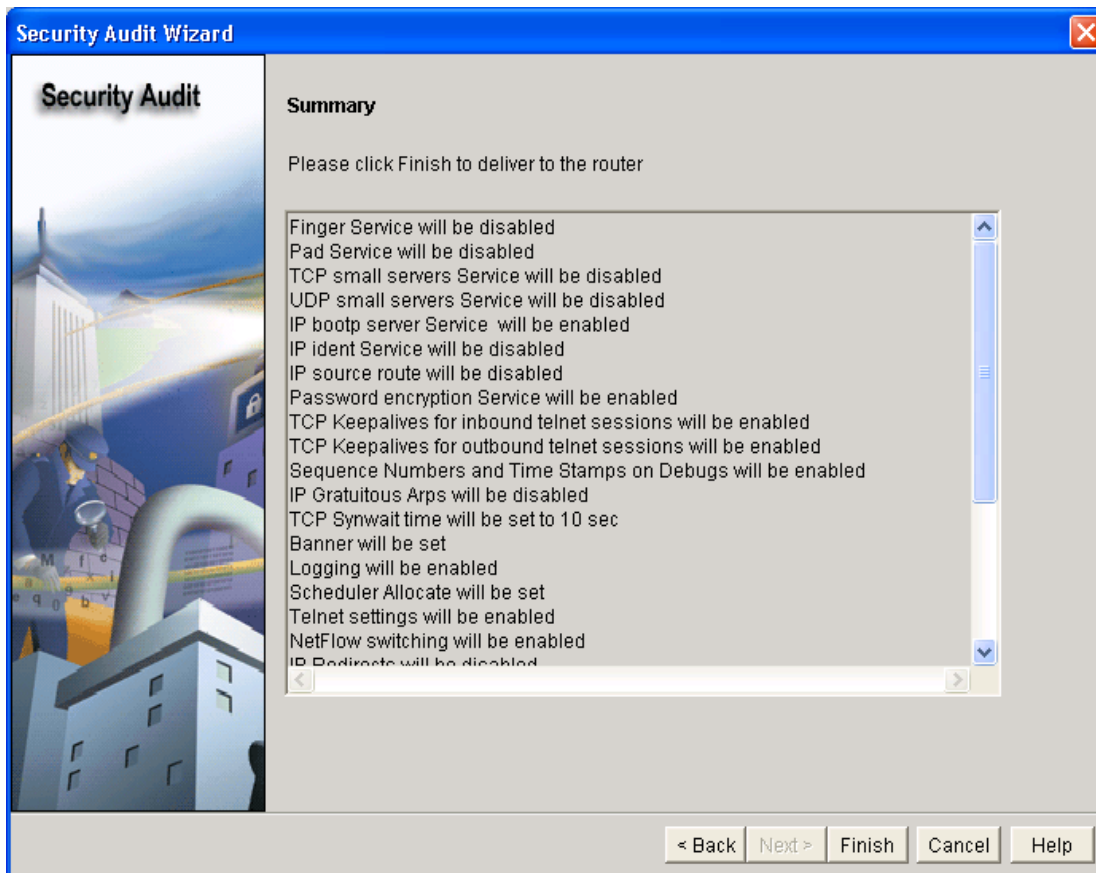 Security Audit Wizard
Security Audit
Summary
Please click Finish to deliver to the router
Finger Service will be disabled
Pad Service will be disabled
TCP small servers Service will be disabled
UDP small servers Service will be disabled
IP bootp server Service will be enabled
IP ident Service will be disabled
IP source route will be disabled
Password encryption Service will be enabled
TCP Keepalives for inbound telnet sessions will be enabled
TCP Keepalives for outbound telnet sessions will be enabled
Sequence Numbers and Time Stamps on Debugs will be enabled
IP Gratuitous Arps will be disabled
TCP Synwait time will be set to 10 sec
Banner will be set
Logging will be enabled
Scheduler Allocate will be set
Telnet settings will be enabled
NetFlow switching will be enabled
IP Redirects will be disabled
< Back Next > Finish Cancel Help